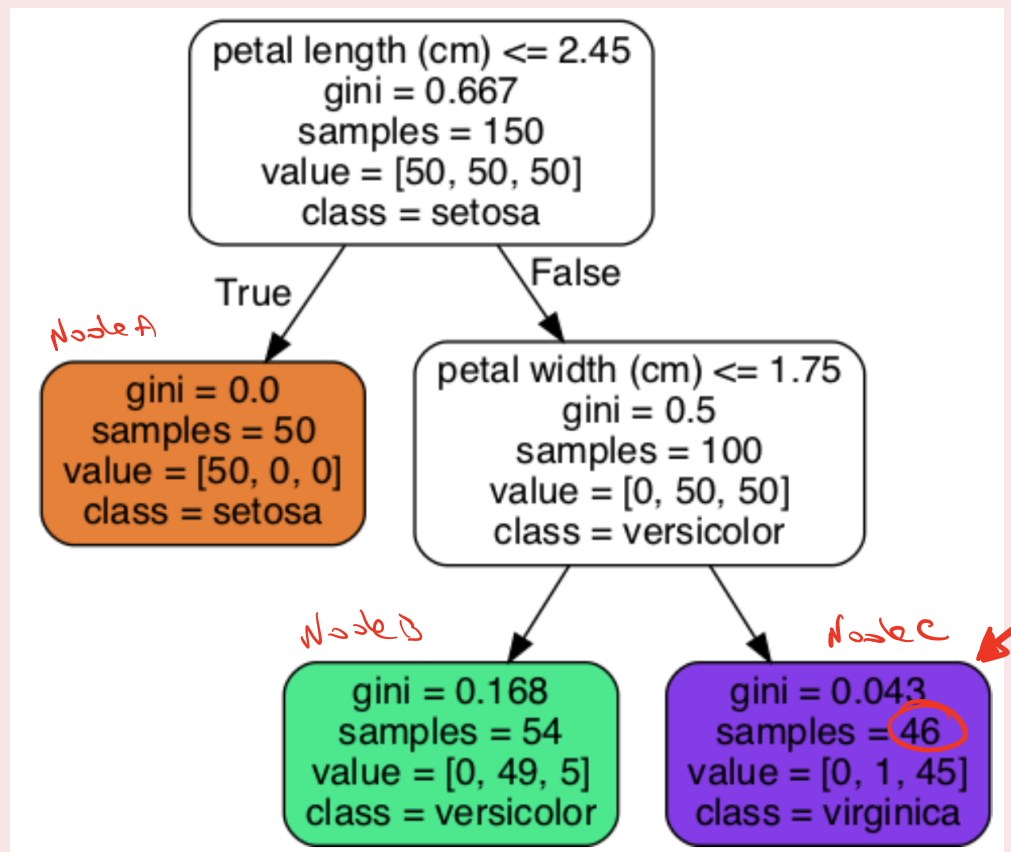 petal length (cm) <= 2.45
gini = 0.667
samples = 150
value = [50, 50, 50]
class = setosa
True
False
Node A
gini = 0.0
samples = 50
value = [50, 0, 0]
class = setosa
petal width (cm) <= 1.75
gini = 0.5
samples = 100
value = [0, 50, 50]
class = versicolor
Node B
Node C
gini = 0.168
samples = 54
value = [0, 49, 5]
class = versicolor
gini = 0.043
samples = 46
value = [0, 1, 45]
class = virginica